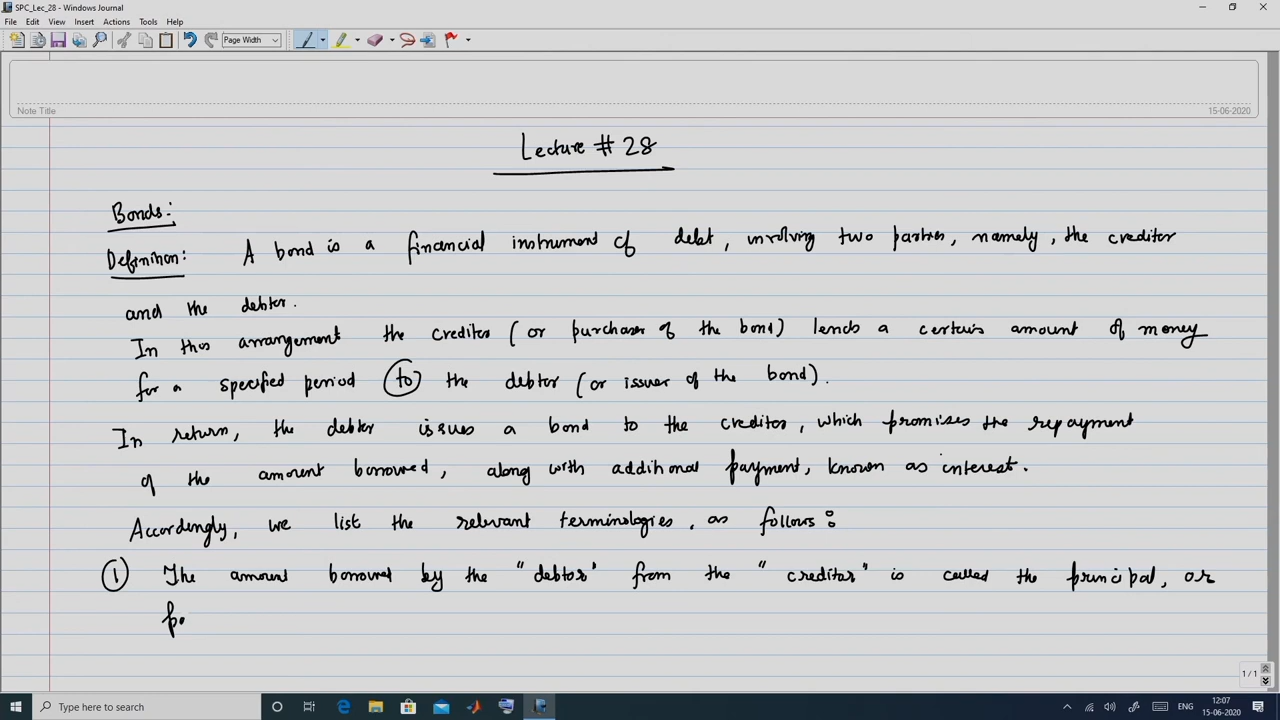 SPC_Lec_28 - Windows Journal
File Edit View Insert Actions Tools Help
Page Width
Note Title
15-06-2020
Lecture # 28
Bonds:
Definition: A bond is a financial instrument of debt, involving two parties, namely, the creditor
and the debtor.
In this arrangement the creditor (or purchaser of the bond) lends a certain amount of money
for a specified period to the debtor (or issuer of the bond).
In return, the debtor issues a bond to the creditor, which promises the repayment
of the amount borrowed, along with additional payment, known as interest.
Accordingly, we list the relevant terminologies, as follows:
1 The amount borrowed by the "debtor" from the "creditor" is called the principal, or
1 / 1
Type here to search
ENG
12:07
15-06-2020